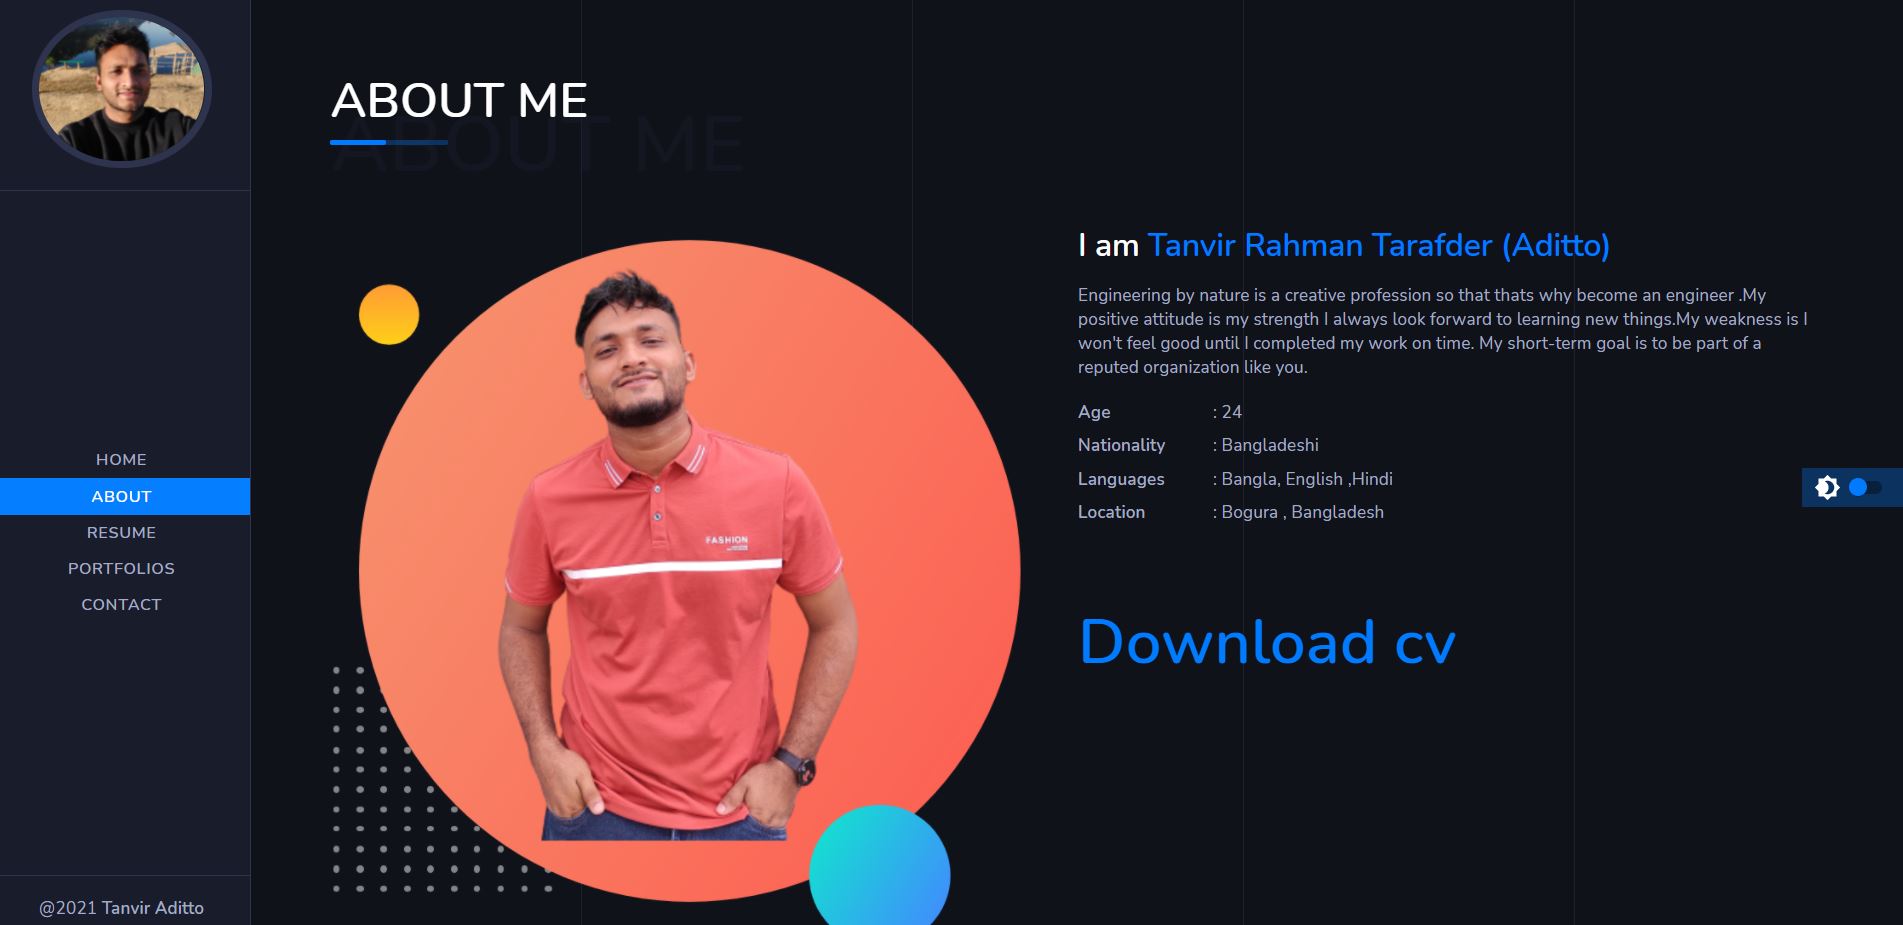 HOME
ABOUT
RESUME
PORTFOLIOS
CONTACT
@2021 Tanvir Aditto
ABOUT ME
ABOUT ME
FASHION
I am Tanvir Rahman Tarafder (Aditto)
Engineering by nature is a creative profession so that thats why become an engineer .My
positive attitude is my strength I always look forward to learning new things.My weakness is I
won't feel good until I completed my work on time. My short-term goal is to be part of a
reputed organization like you.
Age : 24
Nationality : Bangladeshi
Languages : Bangla, English ,Hindi
Location : Bogura , Bangladesh
Download cv